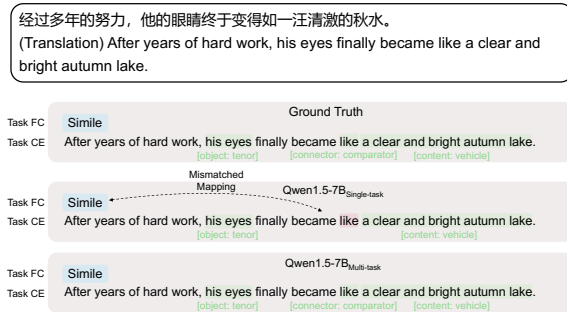 经过多年的努力，他的眼睛终于变得如一汪清澈的秋水。
(Translation) After years of hard work, his eyes finally became like a clear and
bright autumn lake.
Ground Truth
Task FC Simile
Task CE After years of hard work, his eyes finally became like a clear and bright autumn lake.
[object: tenor] [connector: comparator] [content: vehicle]
Mismatched
Mapping
Qwen1.5-7B Single-task
Task FC Simile
Task CE After years of hard work, his eyes finally became like a clear and bright autumn lake.
[object: tenor] [content: vehicle]
Qwen1.5-7B Multi-task
Task FC Simile
Task CE After years of hard work, his eyes finally became like a clear and bright autumn lake.
[object: tenor] [connector: comparator] [content: vehicle]